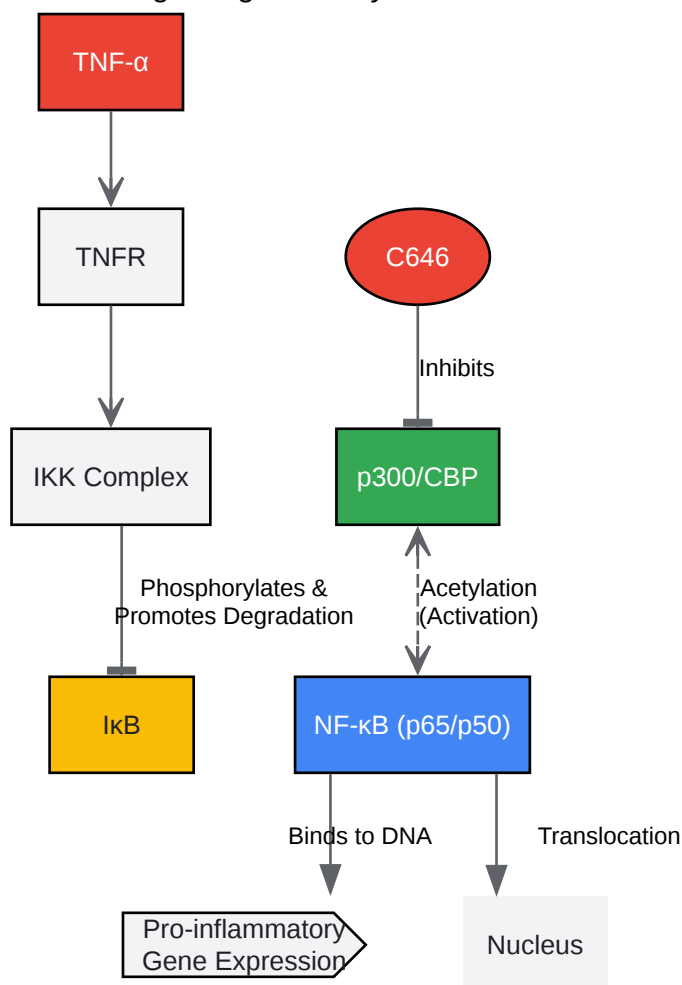 TNF-α
TNFR
C646
Inhibits
IKK Complex
p300/CBP
Phosphorylates &
Promotes Degradation
Acetylation
(Activation)
IκB
NF-κB (p65/p50)
Binds to DNA
Translocation
Pro-inflammatory
Gene Expression
Nucleus